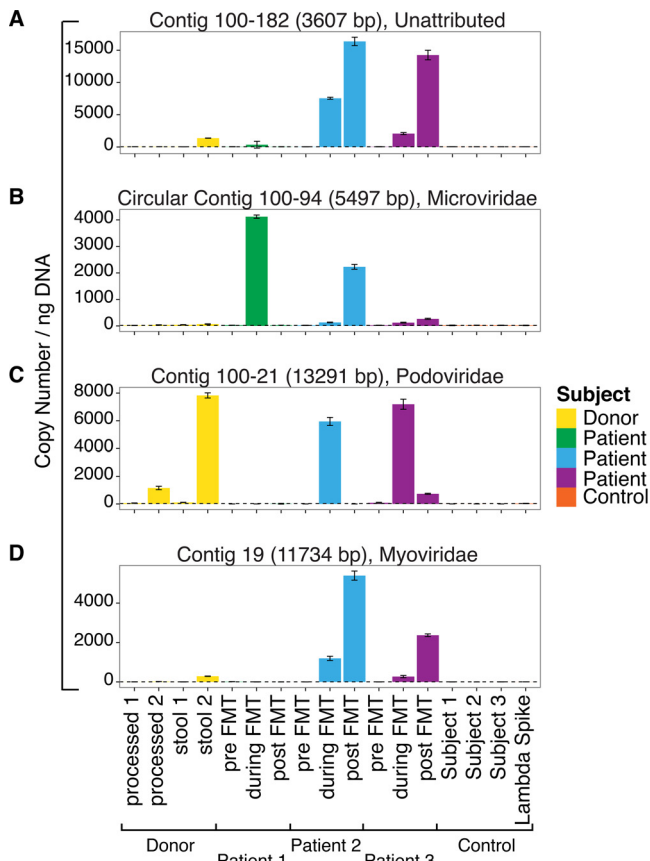 A
Contig 100-182 (3607 bp), Unattributed
15000
10000
5000
0
B
Circular Contig 100-94 (5497 bp), Microviridae
4000
3000
2000
1000
0
C
Contig 100-21 (13291 bp), Podoviridae
8000
6000
4000
2000
0
D
Contig 19 (11734 bp), Myoviridae
4000
2000
0
Copy Number / ng DNA
Subject
Donor
Patient
Patient
Patient
Control
processed 1
processed 2
stool 1
stool 2
pre FMT
during FMT
post FMT
pre FMT
during FMT
post FMT
pre FMT
during FMT
post FMT
Subject 1
Subject 2
Subject 3
Lambda Spike
Donor
Patient 1
Patient 2
Patient 3
Control